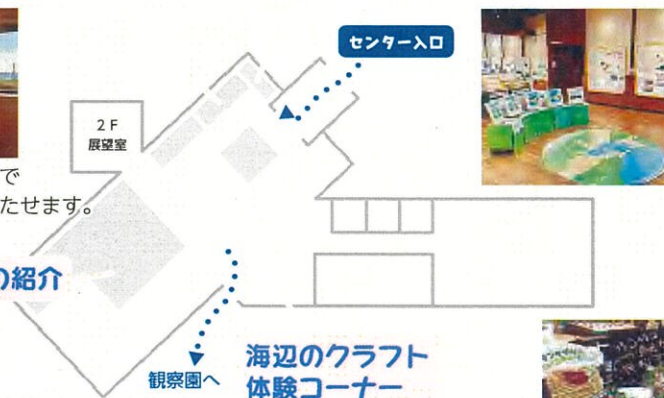 センター入口
2F
展望室
で
たせます。
の紹介
観察園へ
海辺のクラフト
体験コーナー